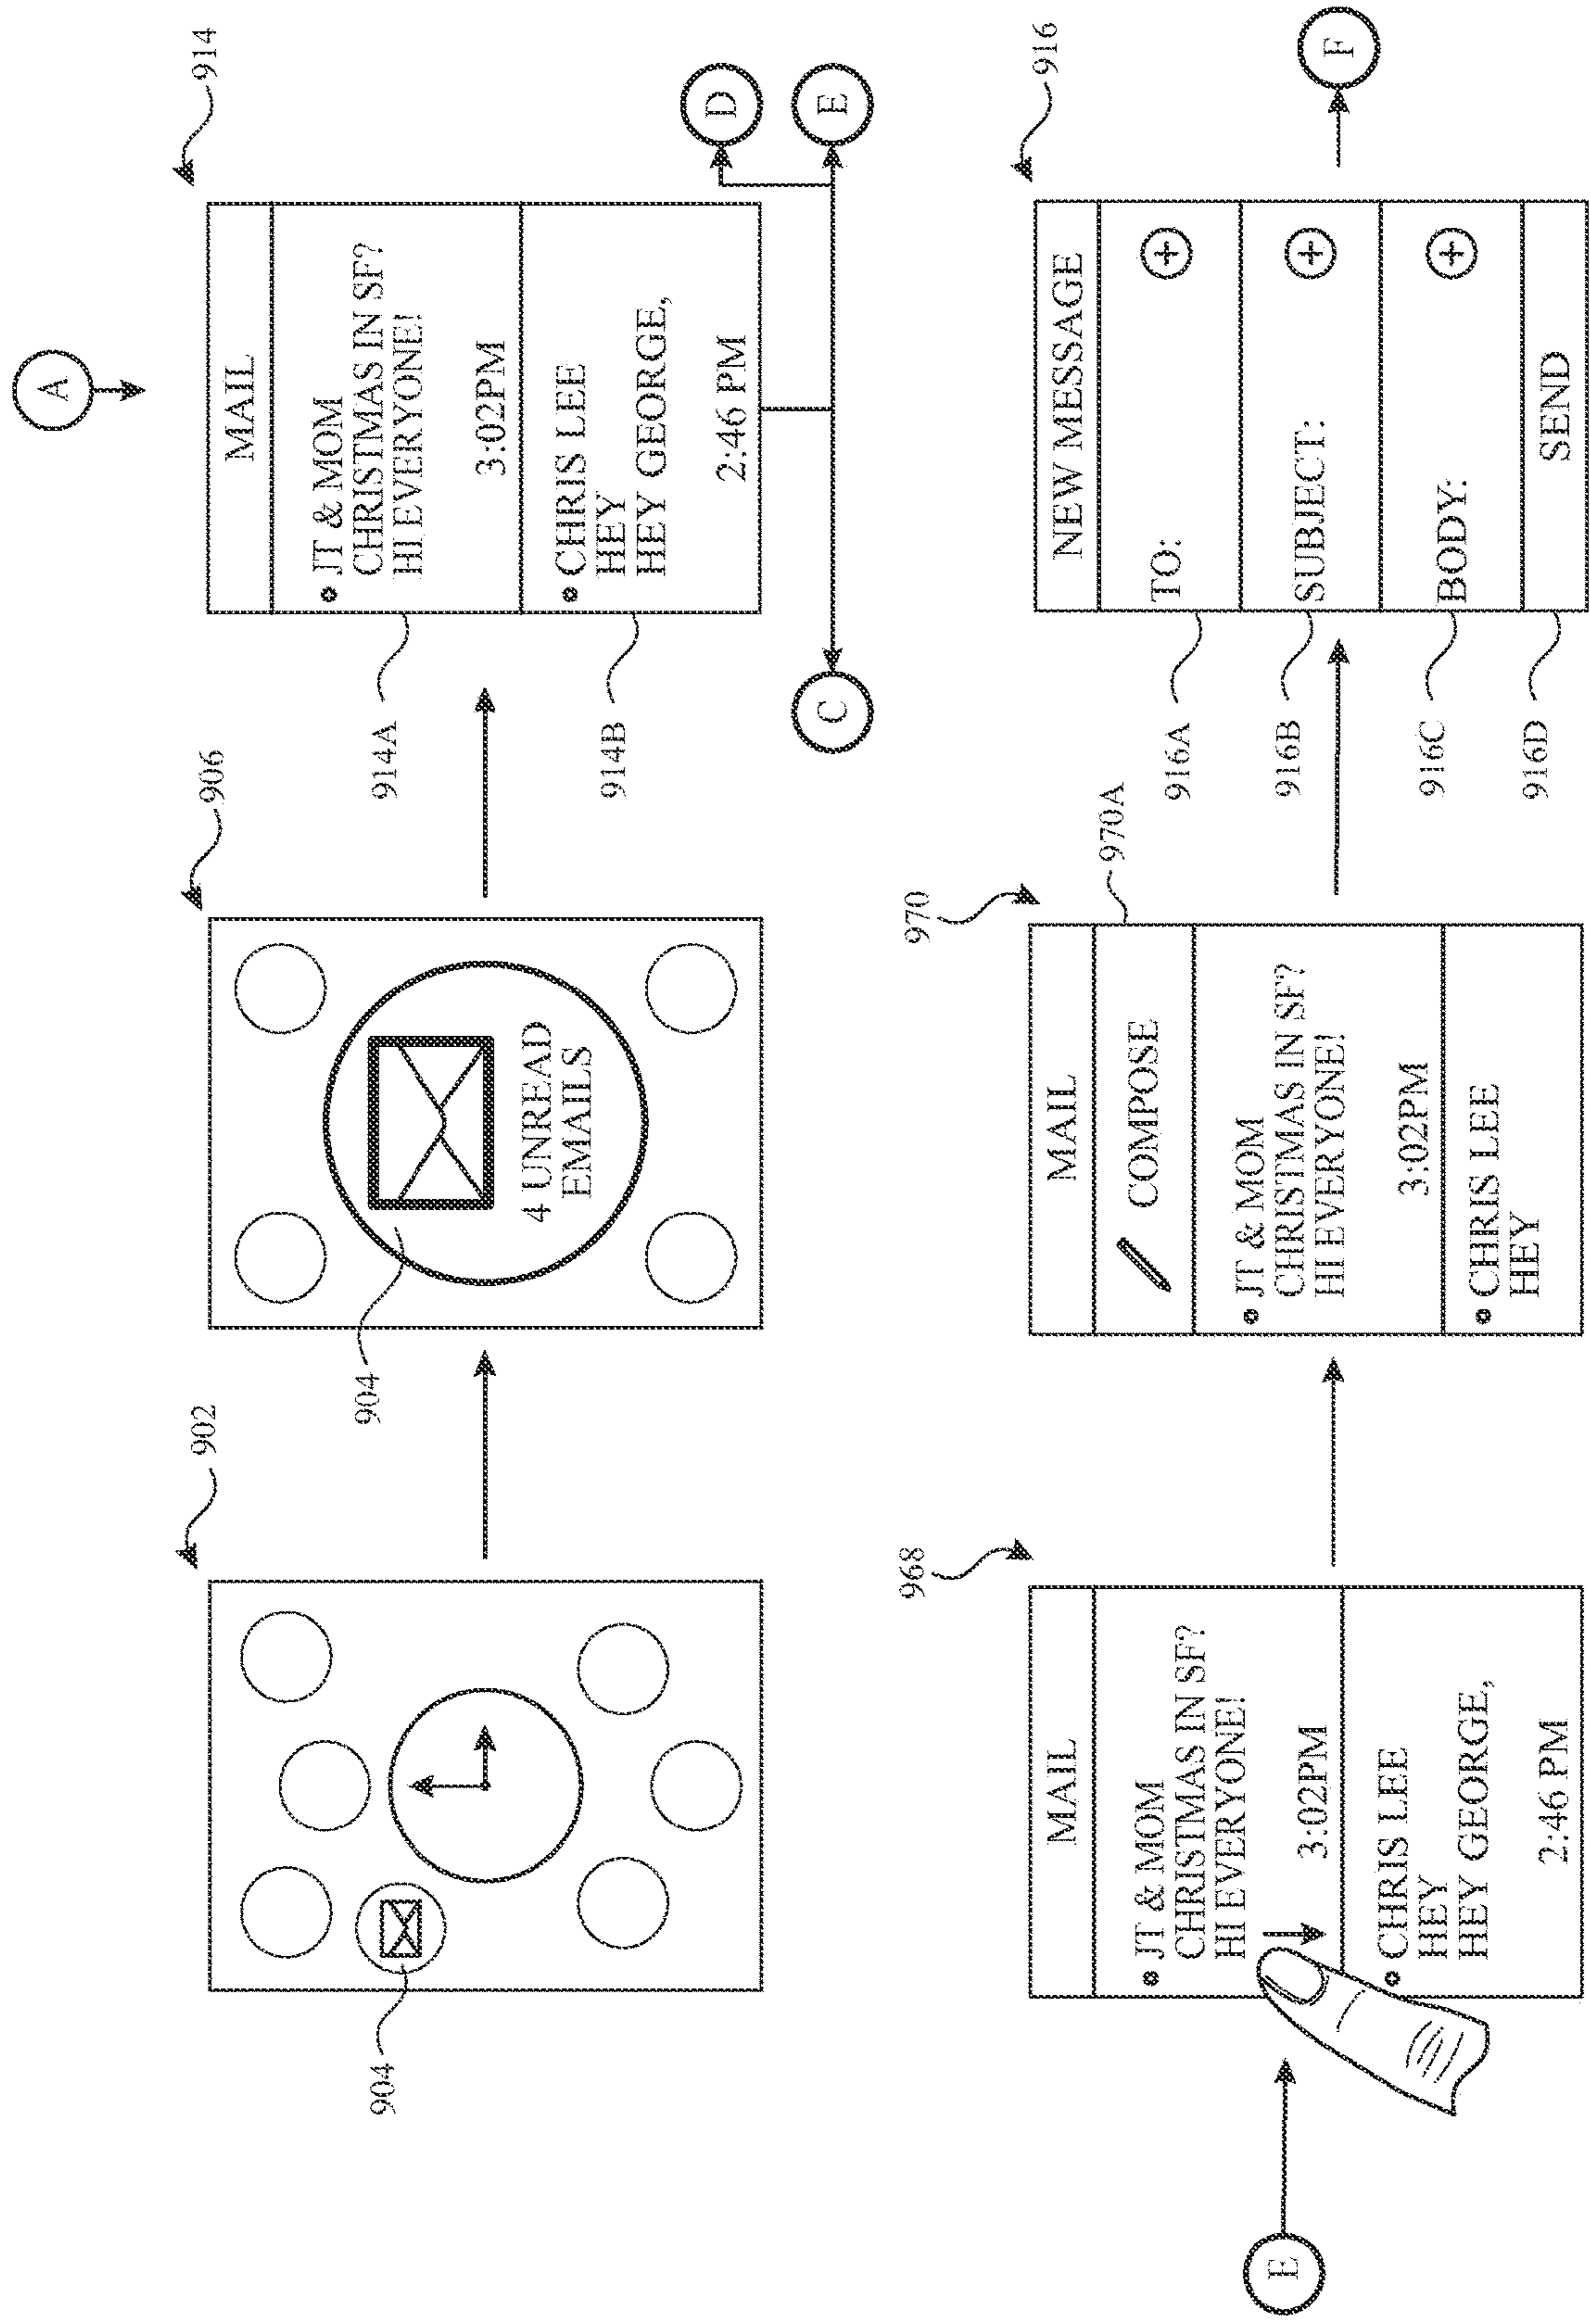 A
902
904
906
904
4 UNREAD
EMAILS
914
MAIL
JT & MOM
CHRISTMAS IN SF?
HI EVERYONE!
3:02PM
CHRIS LEE
HEY
HEY GEORGE,
2:46 PM
914A
914B
C
D
E
E
968
MAIL
JT & MOM
CHRISTMAS IN SF?
HI EVERYONE!
3:02PM
CHRIS LEE
HEY
HEY GEORGE,
2:46 PM
970
970A
MAIL
COMPOSE
JT & MOM
CHRISTMAS IN SF?
HI EVERYONE!
3:02PM
CHRIS LEE
HEY
916
NEW MESSAGE
TO: +
SUBJECT: +
BODY: +
SEND
916A
916B
916C
916D
F